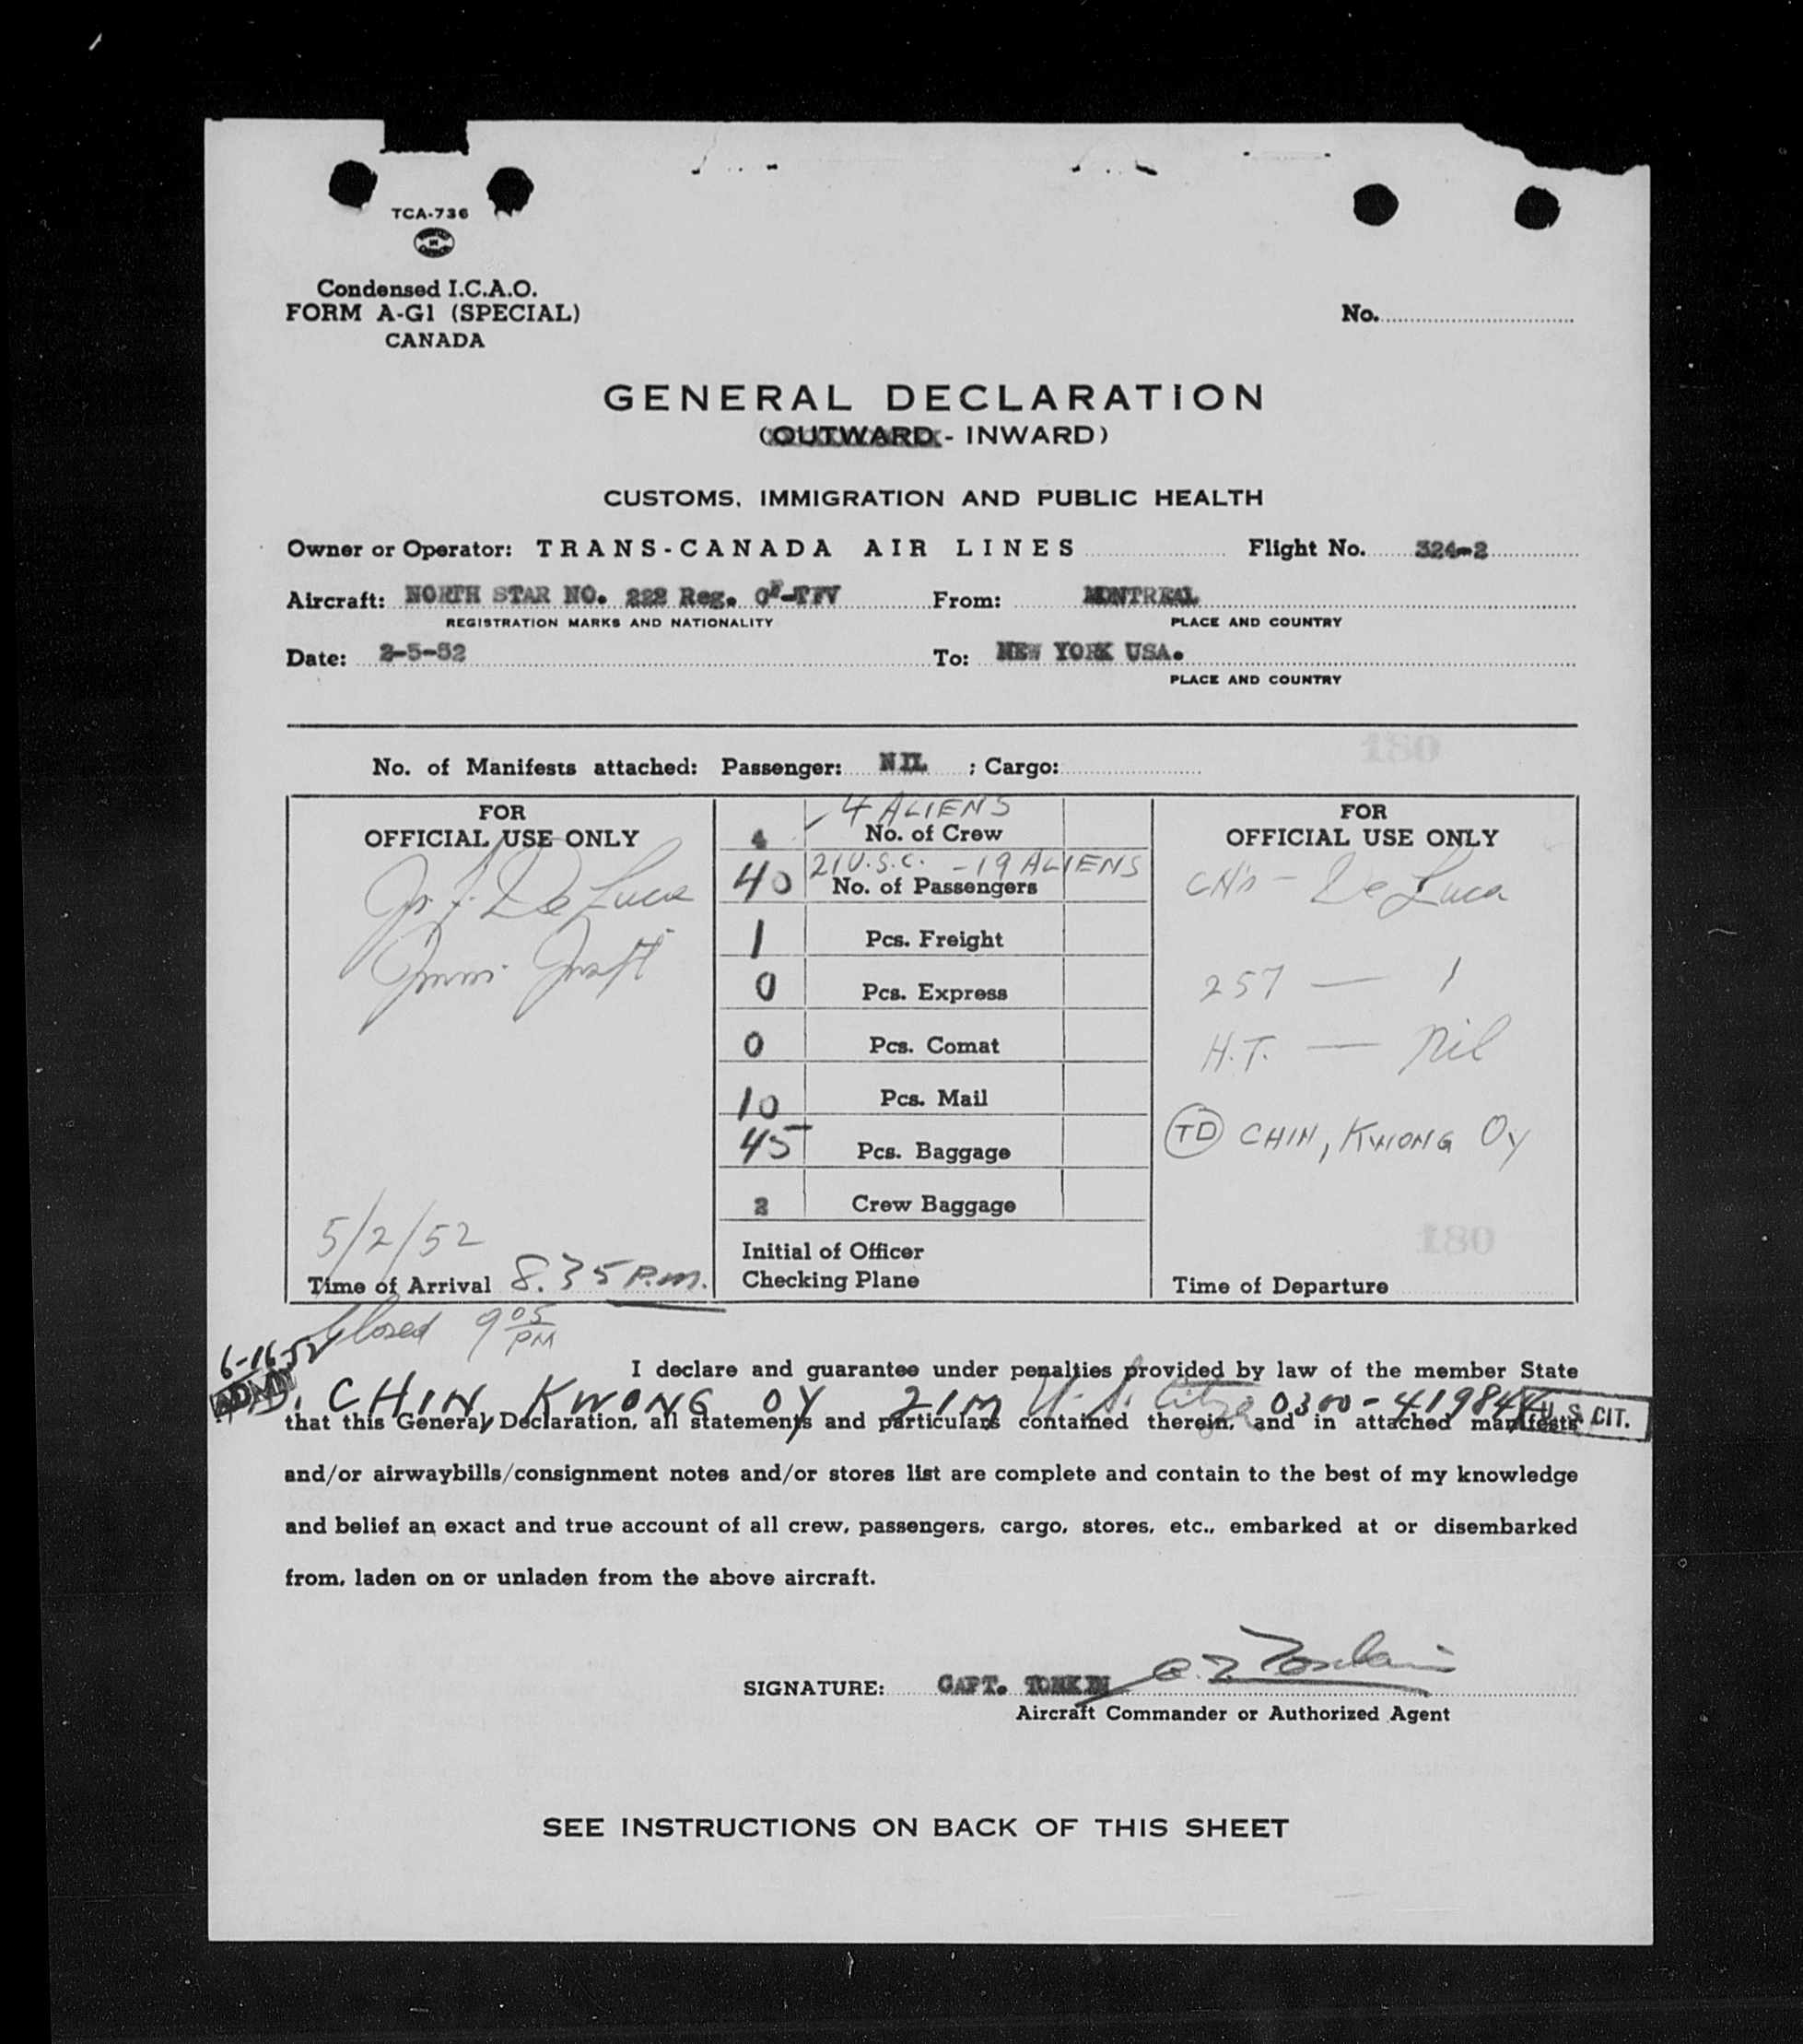 TCA-736
Condensed I.C.A.O.
FORM A-G1 (SPECIAL)
CANADA
No.
GENERAL DECLARATION
(OUTWARD - INWARD)
CUSTOMS, IMMIGRATION AND PUBLIC HEALTH
Owner or Operator: TRANS-CANADA AIR LINES Flight No. 324-2
Aircraft: NORTH STAR NO. 222 Reg. CF-TFV From: MONTREAL
REGISTRATION MARKS AND NATIONALITY PLACE AND COUNTRY
Date: 2-5-52 To: NEW YORK USA.
PLACE AND COUNTRY
180
No. of Manifests attached: Passenger: NIL ; Cargo:
FOR
OFFICIAL USE ONLY
De Luca
5/2/52
Time of Arrival 8.35 P.M.
Closed 9 05 PM
4 ALIENS
4 No. of Crew
21 U.S.C. - 19 ALIENS
40 No. of Passengers
1 Pcs. Freight
0 Pcs. Express
0 Pcs. Comat
10 Pcs. Mail
45 Pcs. Baggage
2 Crew Baggage
Initial of Officer
Checking Plane
FOR
OFFICIAL USE ONLY
De Luca
257 — 1
H.T. — Nil
TD CHIN, KWONG OY
180
Time of Departure
6-16-52
I declare and guarantee under penalties provided by law of the member State
ADMD. CHIN, KWONG OY 21M U.S. Citz 0300-419844 U.S. CIT.
that this General Declaration, all statements and particulars contained therein, and in attached manifests
and/or airwaybills/consignment notes and/or stores list are complete and contain to the best of my knowledge
and belief an exact and true account of all crew, passengers, cargo, stores, etc., embarked at or disembarked
from, laden on or unladen from the above aircraft.
SIGNATURE: CAPT. TONKIN
Aircraft Commander or Authorized Agent
SEE INSTRUCTIONS ON BACK OF THIS SHEET